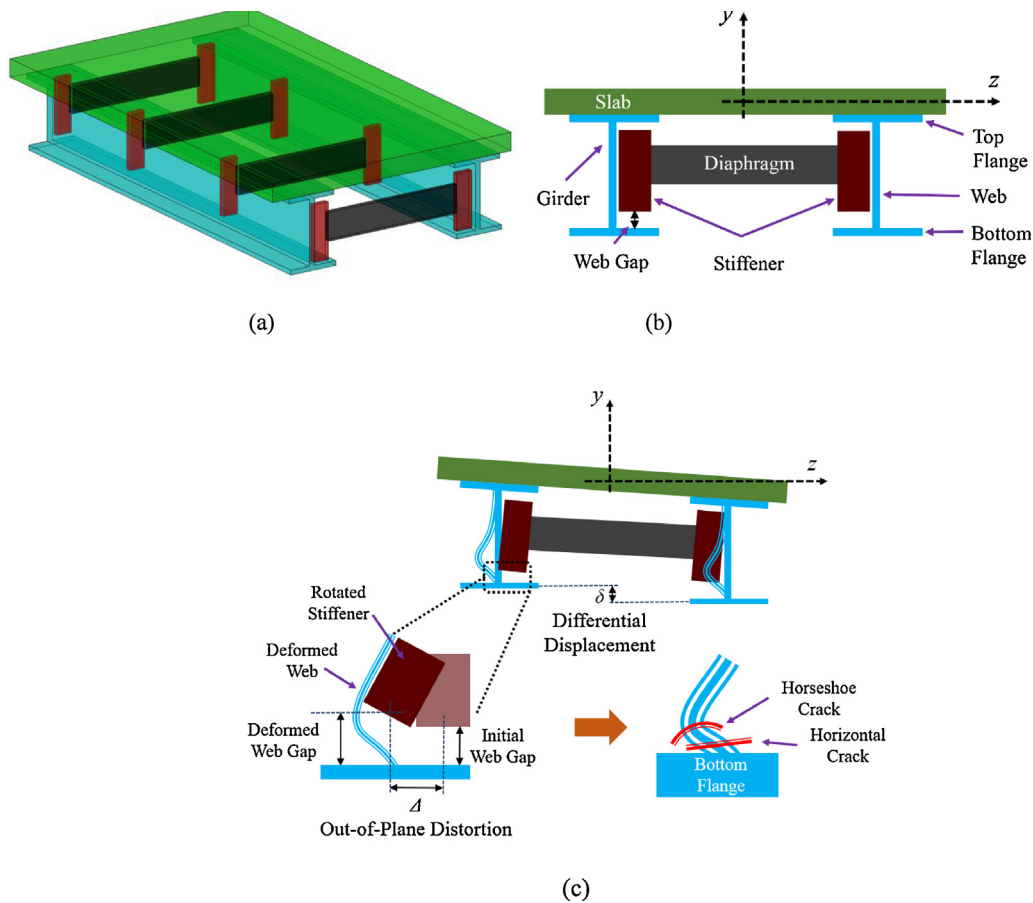 y
z
Slab
Diaphragm
Top
Flange
Girder
Web
Bottom
Flange
Web Gap
Stiffener
(a)
(b)
y
z
δ
Differential
Displacement
Rotated
Stiffener
Deformed
Web
Deformed
Web Gap
Initial
Web Gap
Δ
Out-of-Plane Distortion
Horseshoe
Crack
Horizontal
Crack
Bottom
Flange
(c)